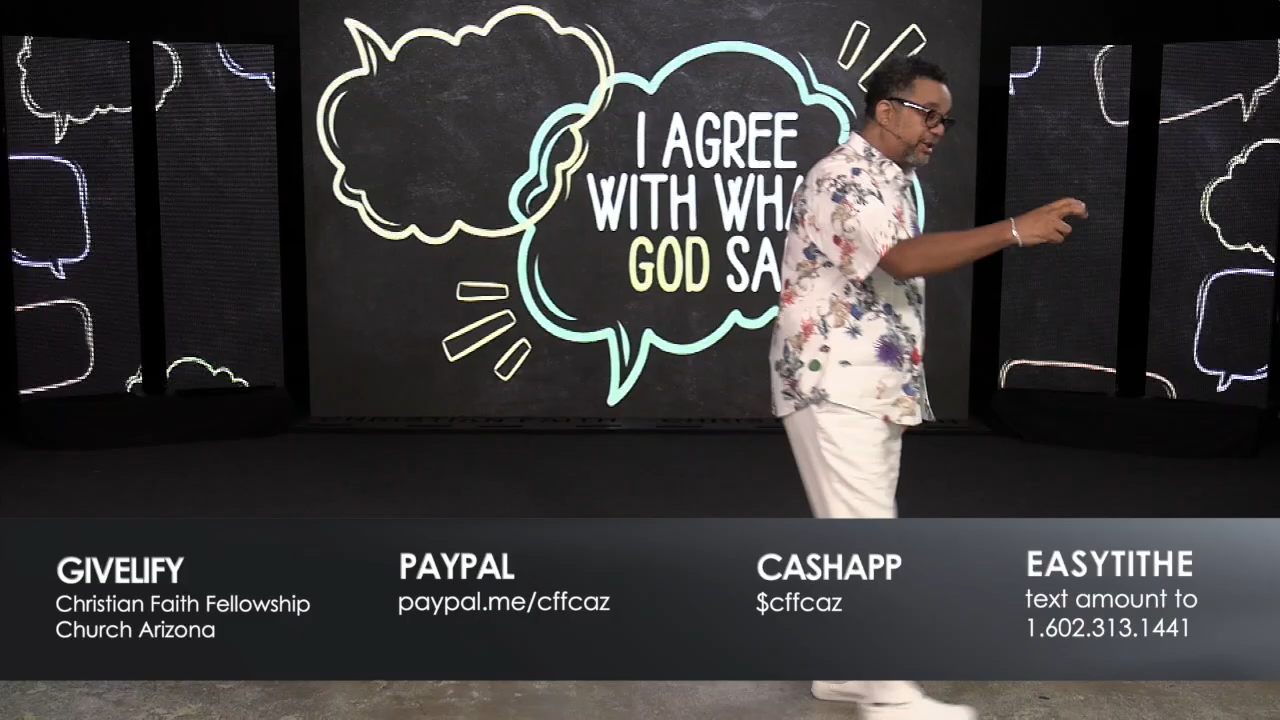 I AGREE
WITH WHA
GOD SA
GIVELIFY
Christian Faith Fellowship
Church Arizona
PAYPAL
paypal.me/cffcaz
CASHAPP
$cffcaz
EASYTITHE
text amount to
1.602.313.1441